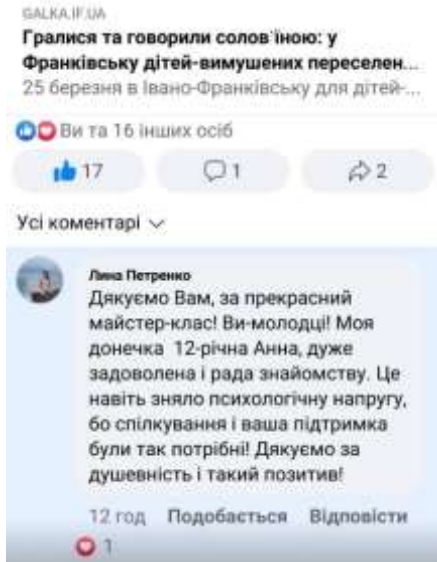 GALKA.IF.UA
Гралися та говорили солов'їною: у
Франківську дітей-вимушених переселен...
25 березня в Івано-Франківську для дітей-...
Ви та 16 інших осіб
17
1
2
Усі коментарі
Лина Петренко
Дякуємо Вам, за прекрасний
майстер-клас! Ви-молодці! Моя
донечка 12-річна Анна, дуже
задоволена і рада знайомству. Це
навіть зняло психологічну напругу,
бо спілкування і ваша підтримка
були так потрібні! Дякуємо за
душевність і такий позитив!
12 год Подобається Відповісти
1